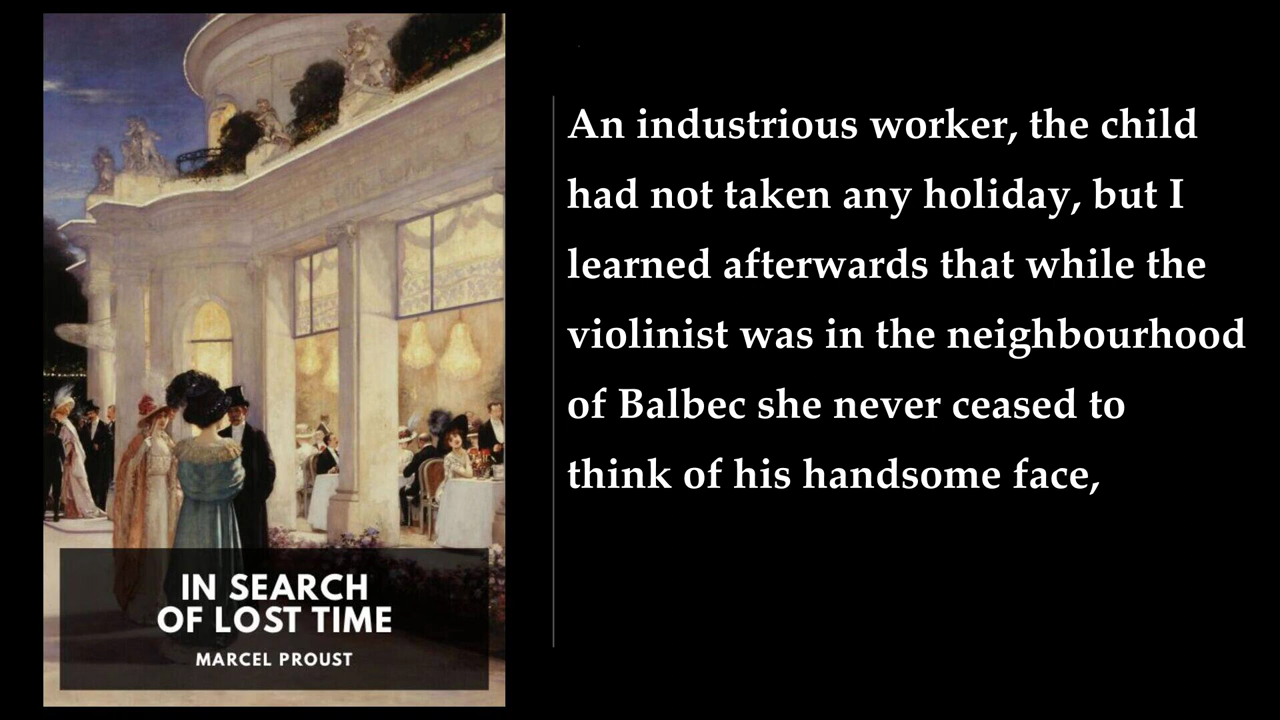 IN SEARCH
OF LOST TIME
MARCEL PROUST
An industrious worker, the child
had not taken any holiday, but I
learned afterwards that while the
violinist was in the neighbourhood
of Balbec she never ceased to
think of his handsome face,